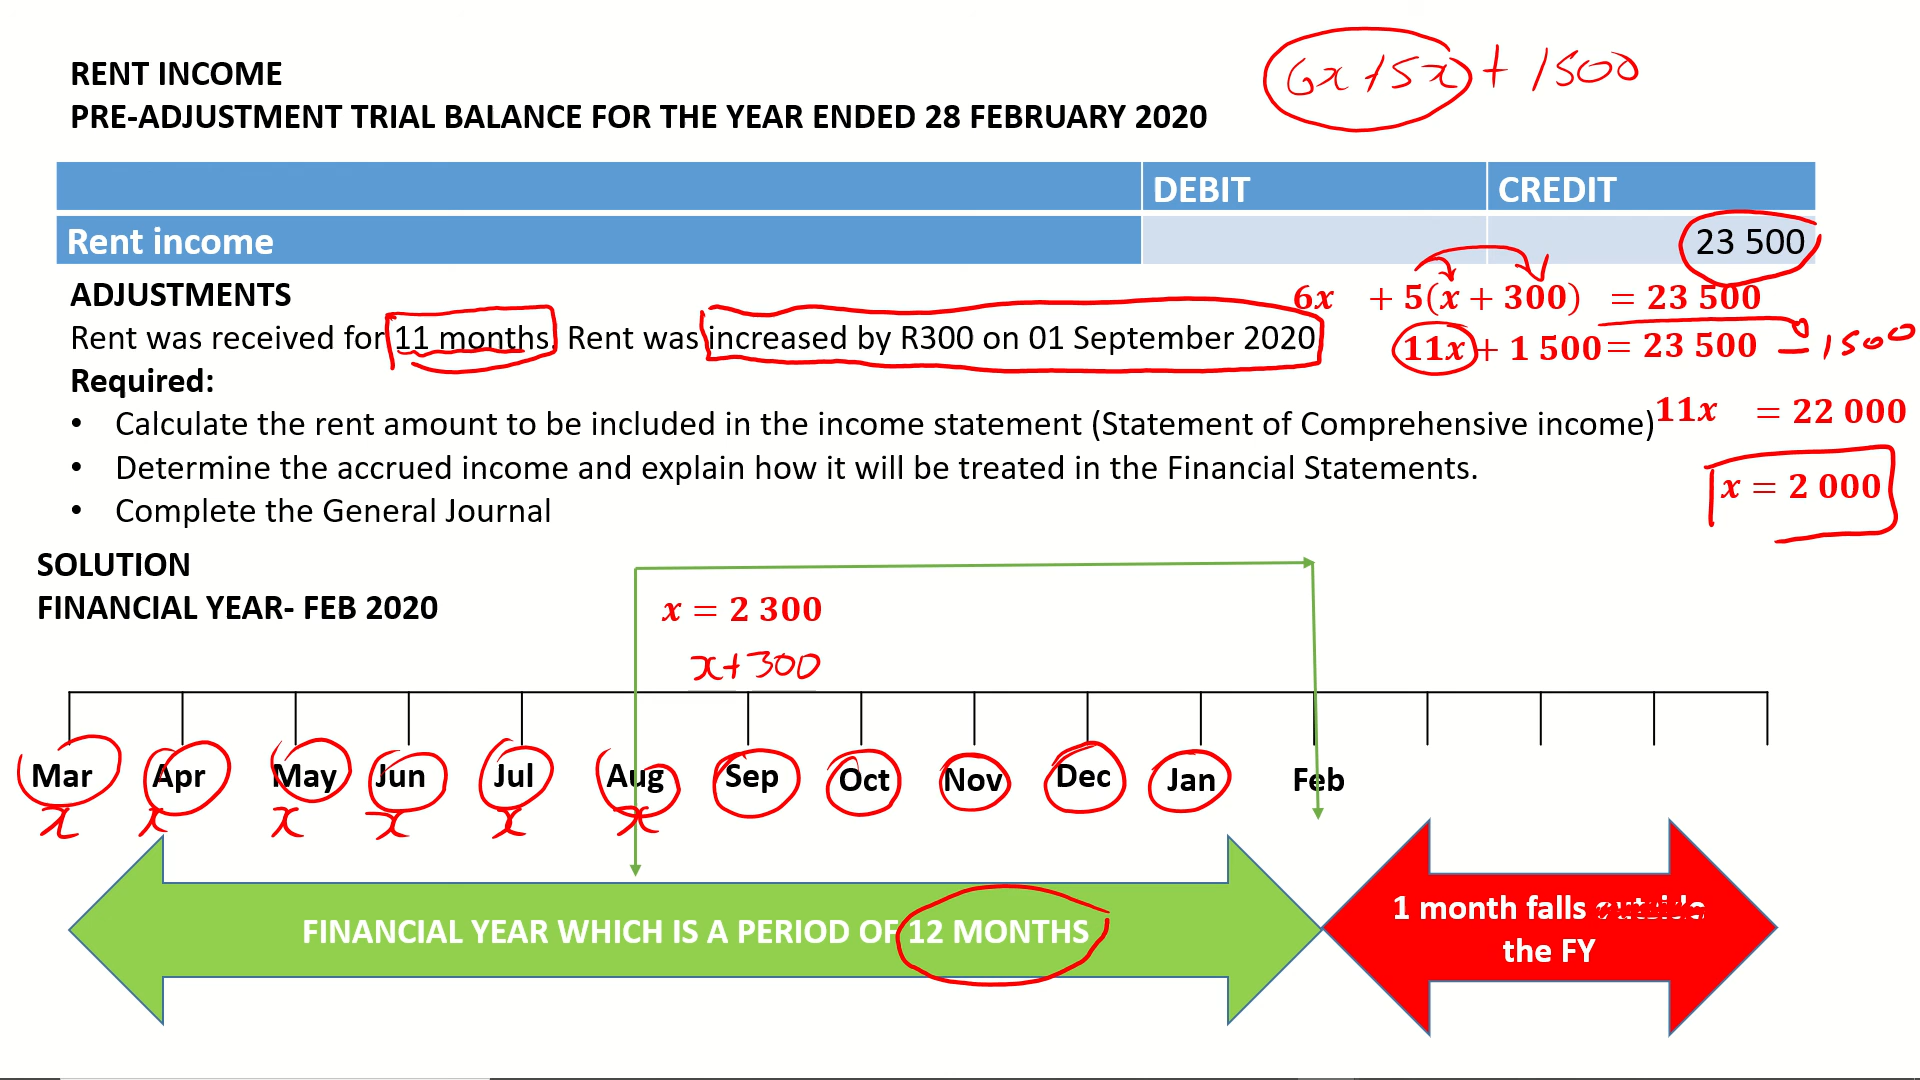 RENT INCOME
PRE-ADJUSTMENT TRIAL BALANCE FOR THE YEAR ENDED 28 FEBRUARY 2020
6x+5x + 1500
DEBIT CREDIT
Rent income 23 500
ADJUSTMENTS
6x + 5(x + 300) = 23 500
Rent was received for 11 months. Rent was increased by R300 on 01 September 2020
11x + 1 500 = 23 500 - 1500
Required:
• Calculate the rent amount to be included in the income statement (Statement of Comprehensive income)
11x = 22 000
• Determine the accrued income and explain how it will be treated in the Financial Statements.
x = 2 000
• Complete the General Journal
SOLUTION
FINANCIAL YEAR- FEB 2020
x = 2 300
x+300
Mar Apr May Jun Jul Aug Sep Oct Nov Dec Jan Feb
x x x x x x
FINANCIAL YEAR WHICH IS A PERIOD OF 12 MONTHS
1 month falls
the FY